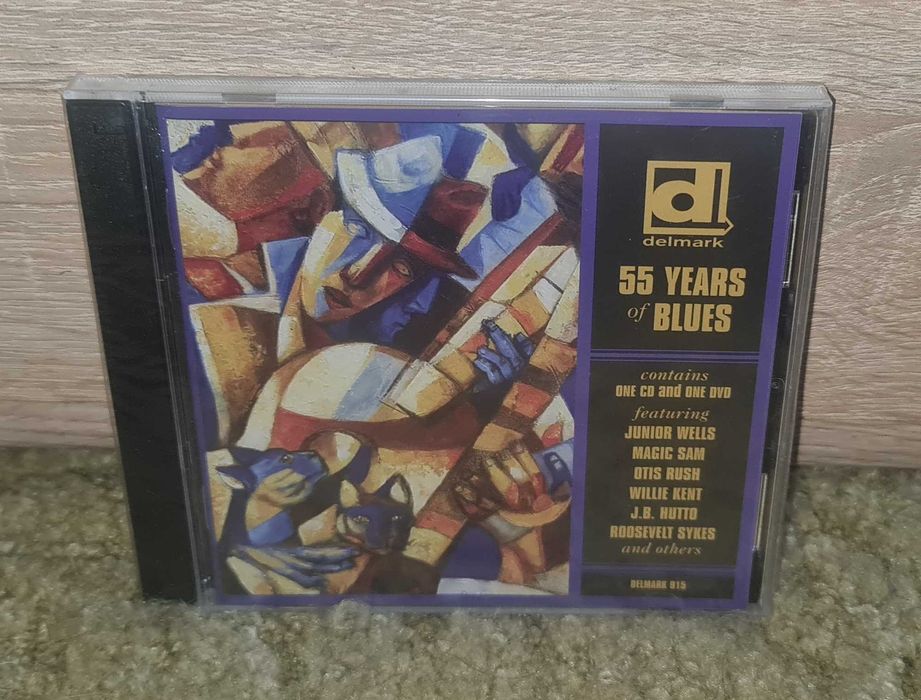 dl
delmark
55 YEARS
of BLUES
contains
ONE CD and ONE DVD
featuring
JUNIOR WELLS
MAGIC SAM
OTIS RUSH
WILLIE KENT
J.B. HUTTO
ROOSEVELT SYKES
and others
DELMARK 915